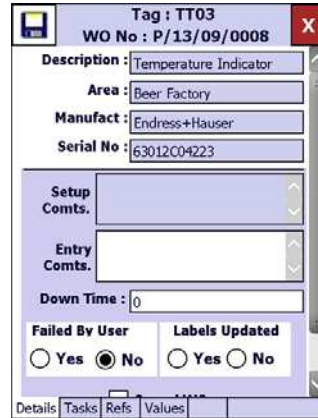 Tag : TT03
WO No : P/13/09/0008
X
Description : Temperature Indicator
Area : Beer Factory
Manufact : Endress+Hauser
Serial No : 63012C04223
Setup
Comts.
Entry
Comts.
Down Time : 0
Failed By User Labels Updated
Yes No Yes No
Details Tasks Refs Values